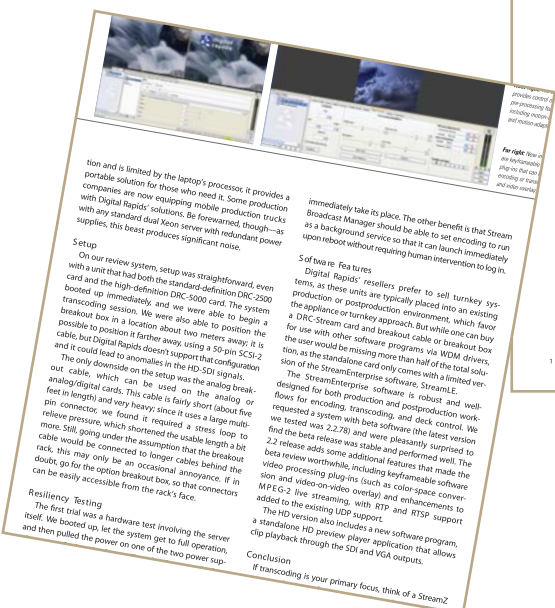 provides control
pre-processing
including motion
and motion adap
Far right: New in
are keyframeable
plug-ins that can
encoding or trans
and video overlay
tion and is limited by the laptop's processor, it provides a
portable solution for those who need it. Some production
companies are now equipping mobile production trucks
with Digital Rapids' solutions. Be forewarned, though—as
with any standard dual Xeon server with redundant power
supplies, this beast produces significant noise.
Setup
On our review system, setup was straightforward, even
with a unit that had both the standard-definition DRC-2500
card and the high-definition DRC-5000 card. The system
booted up immediately, and we were able to begin a
transcoding session. We were also able to position the
breakout box in a location about two meters away; it is
possible to position it farther away, using a 50-pin SCSI-2
cable, but Digital Rapids doesn't support that configuration
and it could lead to anomalies in the HD-SDI signals.
The only downside on the setup was the analog break-
out cable, which can be used on the analog or
analog/digital cards. This cable is fairly short (about five
feet in length) and very heavy; since it uses a large multi-
pin connector, we found it required a stress loop to
relieve pressure, which shortened the usable length a bit
more. Still, going under the assumption that the breakout
cable would be connected to longer cables behind the
rack, this may only be an occasional annoyance. If in
doubt, go for the option breakout box, so that connectors
can be easily accessible from the rack's face.
Resiliency Testing
The first trial was a hardware test involving the server
itself. We booted up, let the system get to full operation,
and then pulled the power on one of the two power sup-
immediately take its place. The other benefit is that Stream
Broadcast Manager should be able to set encoding to run
as a background service so that it can launch immediately
upon reboot without requiring human intervention to log in.
Software Features
Digital Rapids' resellers prefer to sell turnkey sys-
tems, as these units are typically placed into an existing
production or postproduction environment, which favor
the appliance or turnkey approach. But while one can buy
a DRC-Stream card and breakout cable or breakout box
for use with other software programs via WDM drivers,
the user would be missing more than half of the total solu-
tion, as the standalone card only comes with a limited ver-
sion of the StreamEnterprise software, StreamLE.
The StreamEnterprise software is robust and well-
designed for both production and postproduction work-
flows for encoding, transcoding, and deck control. We
requested a system with beta software (the latest version
we tested was 2.2.78) and were pleasantly surprised to
find the beta release was stable and performed well. The
2.2 release adds some additional features that made the
beta review worthwhile, including keyframeable software
video processing plug-ins (such as color-space conver-
sion and video-on-video overlay) and enhancements to
MPEG-2 live streaming, with RTP and RTSP support
added to the existing UDP support.
The HD version also includes a new software program,
a standalone HD preview player application that allows
clip playback through the SDI and VGA outputs.
Conclusion
If transcoding is your primary focus, think of a StreamZ
1